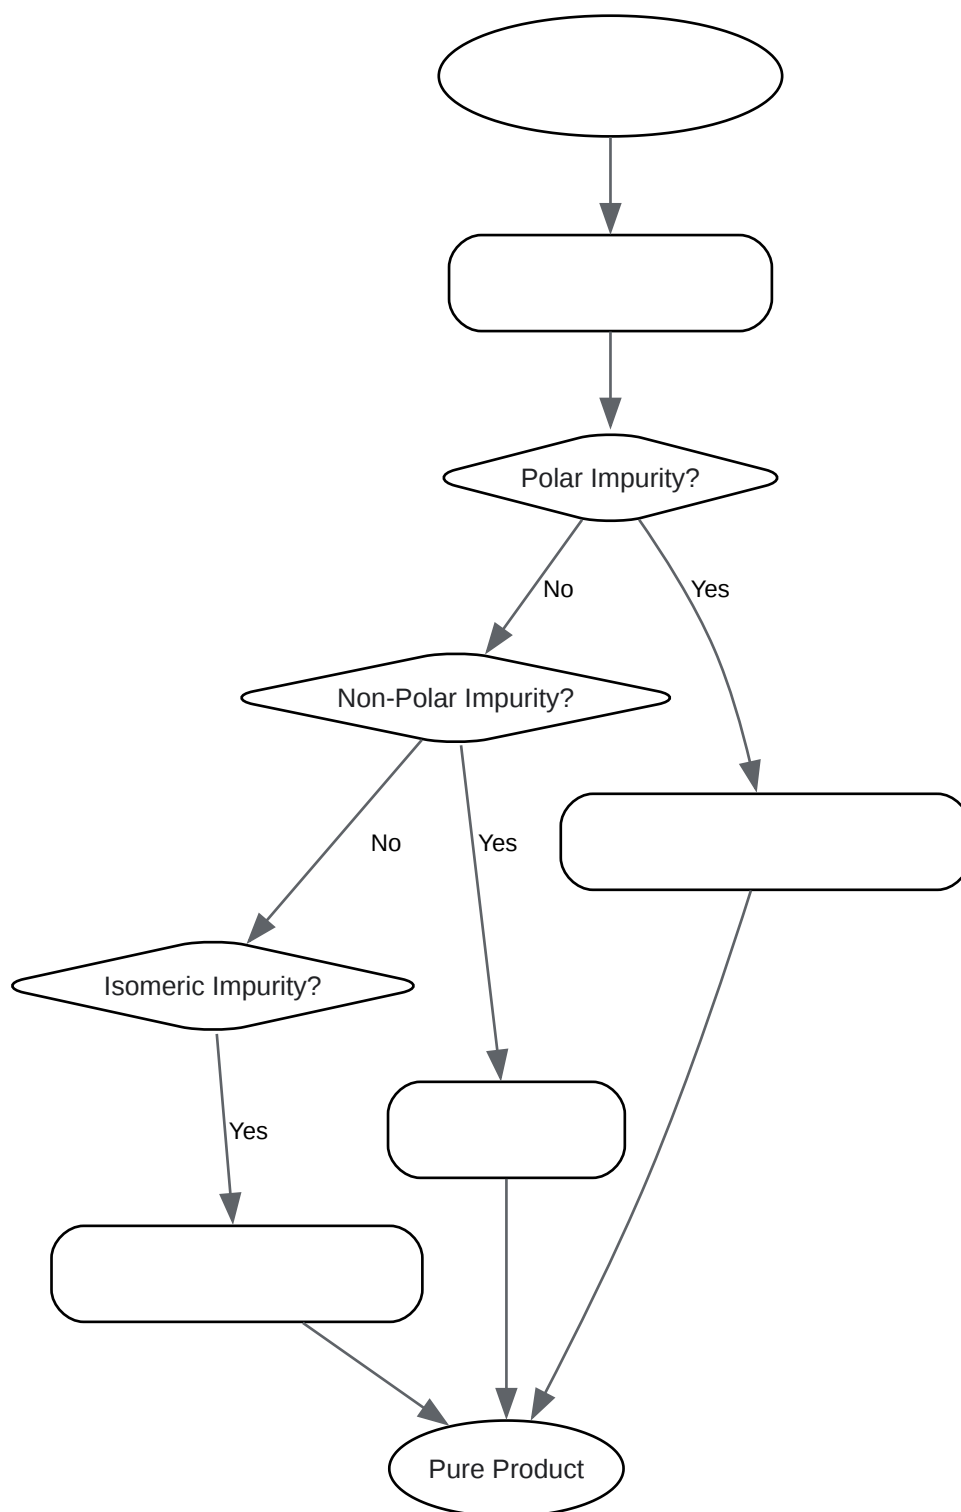 Polar Impurity?
No
Yes
Non-Polar Impurity?
No
Yes
Isomeric Impurity?
Yes
Pure Product